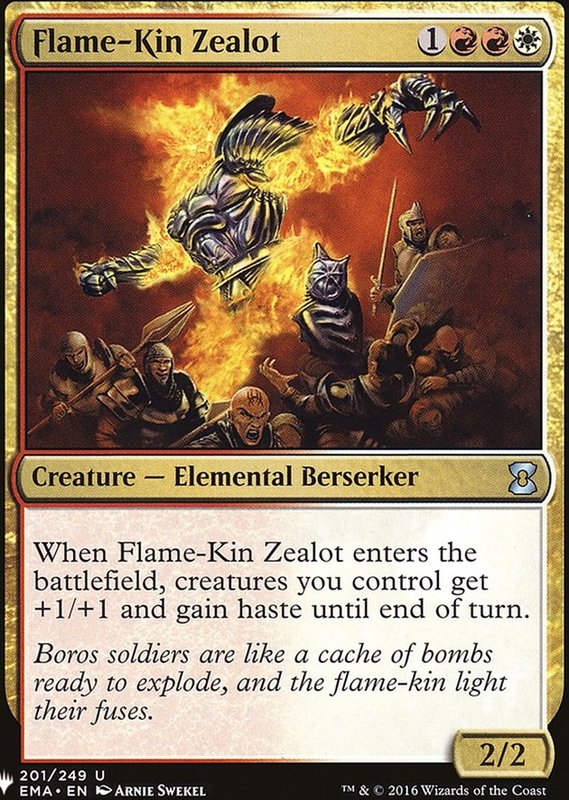 Flame-Kin Zealot 1
Creature — Elemental Berserker
When Flame-Kin Zealot enters the
battlefield, creatures you control get
+1/+1 and gain haste until end of turn.
Boros soldiers are like a cache of bombs
ready to explode, and the flame-kin light
their fuses.
2/2
201/249 U
EMA • EN Arnie Swekel
™ & © 2016 Wizards of the Coast